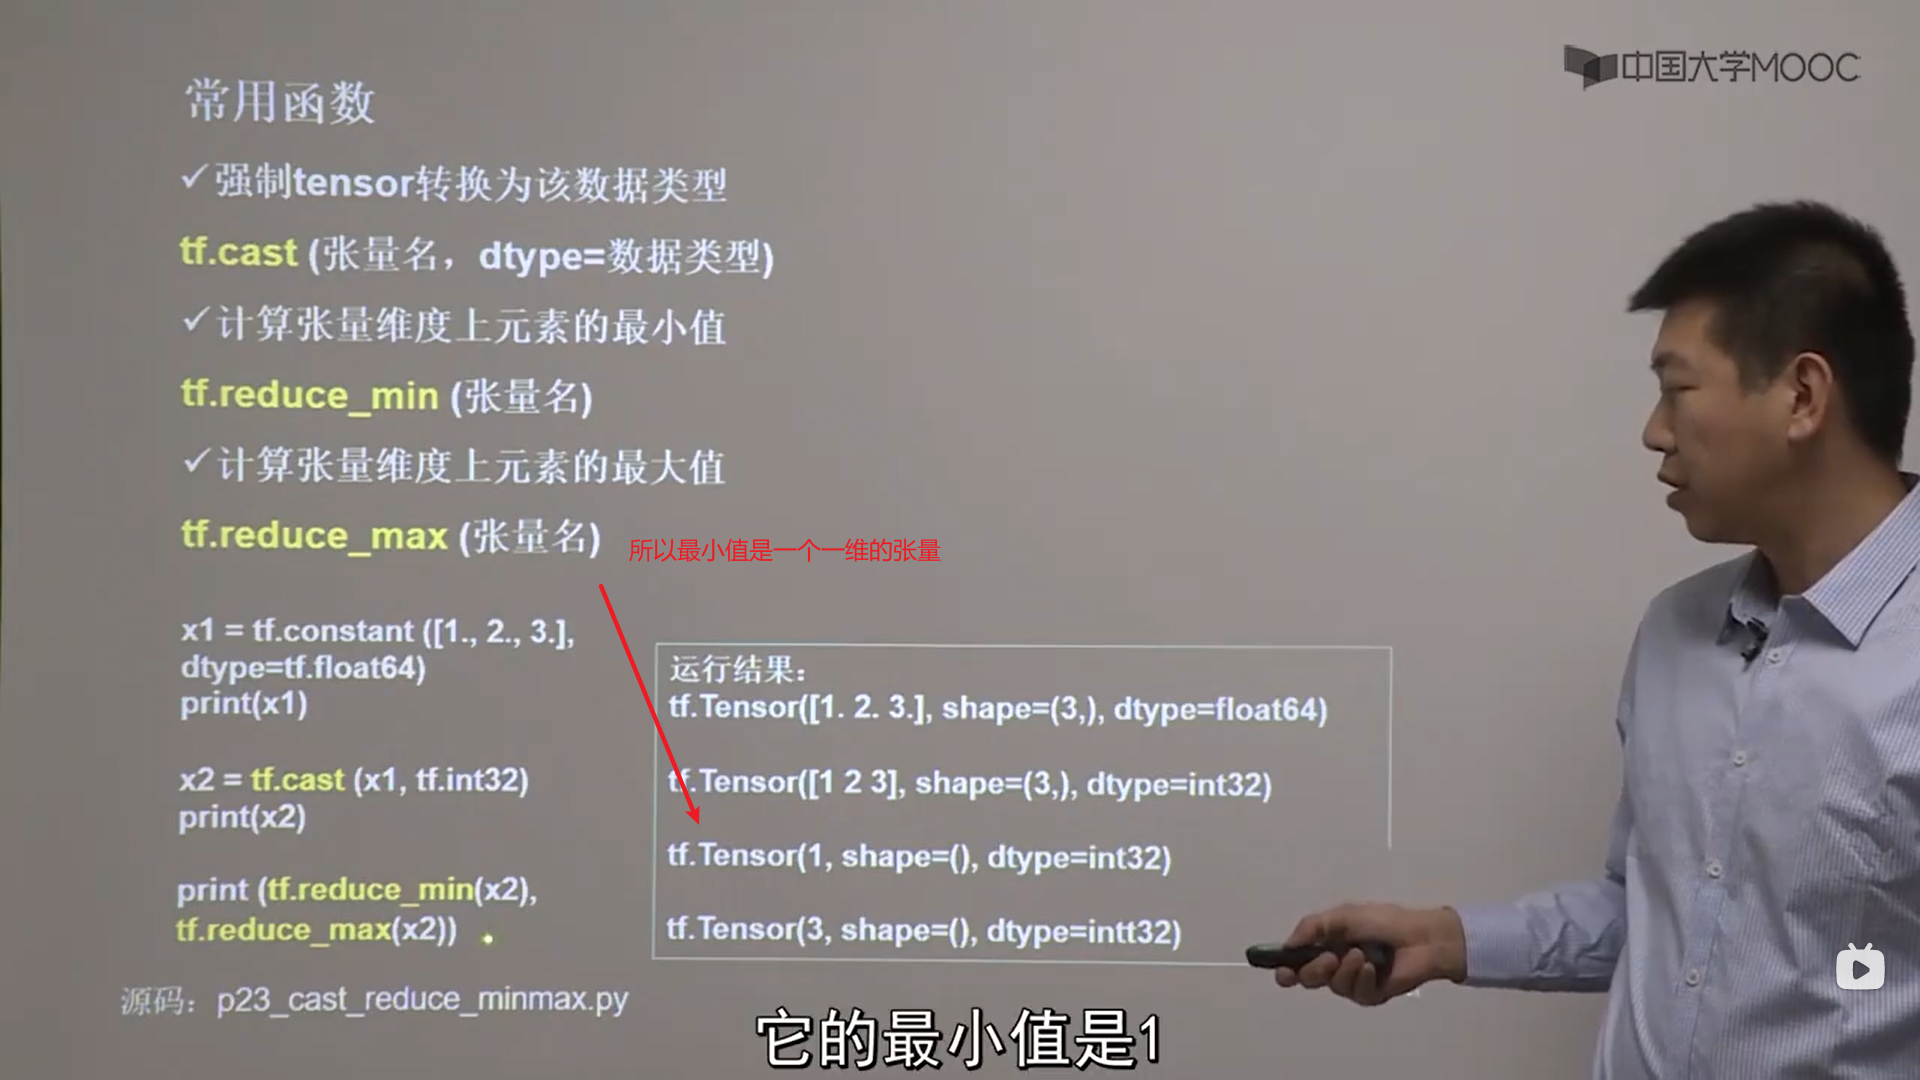 中国大学MOOC
常用函数
✓强制tensor转换为该数据类型
tf.cast (张量名，dtype=数据类型)
✓计算张量维度上元素的最小值
tf.reduce_min (张量名)
✓计算张量维度上元素的最大值
tf.reduce_max (张量名)
所以最小值是一个一维的张量
x1 = tf.constant ([1., 2., 3.],
dtype=tf.float64)
print(x1)
x2 = tf.cast (x1, tf.int32)
print(x2)
print (tf.reduce_min(x2),
tf.reduce_max(x2))
运行结果：
tf.Tensor([1. 2. 3.], shape=(3,), dtype=float64)
tf.Tensor([1 2 3], shape=(3,), dtype=int32)
tf.Tensor(1, shape=(), dtype=int32)
tf.Tensor(3, shape=(), dtype=intt32)
源码：p23_cast_reduce_minmax.py
它的最小值是1